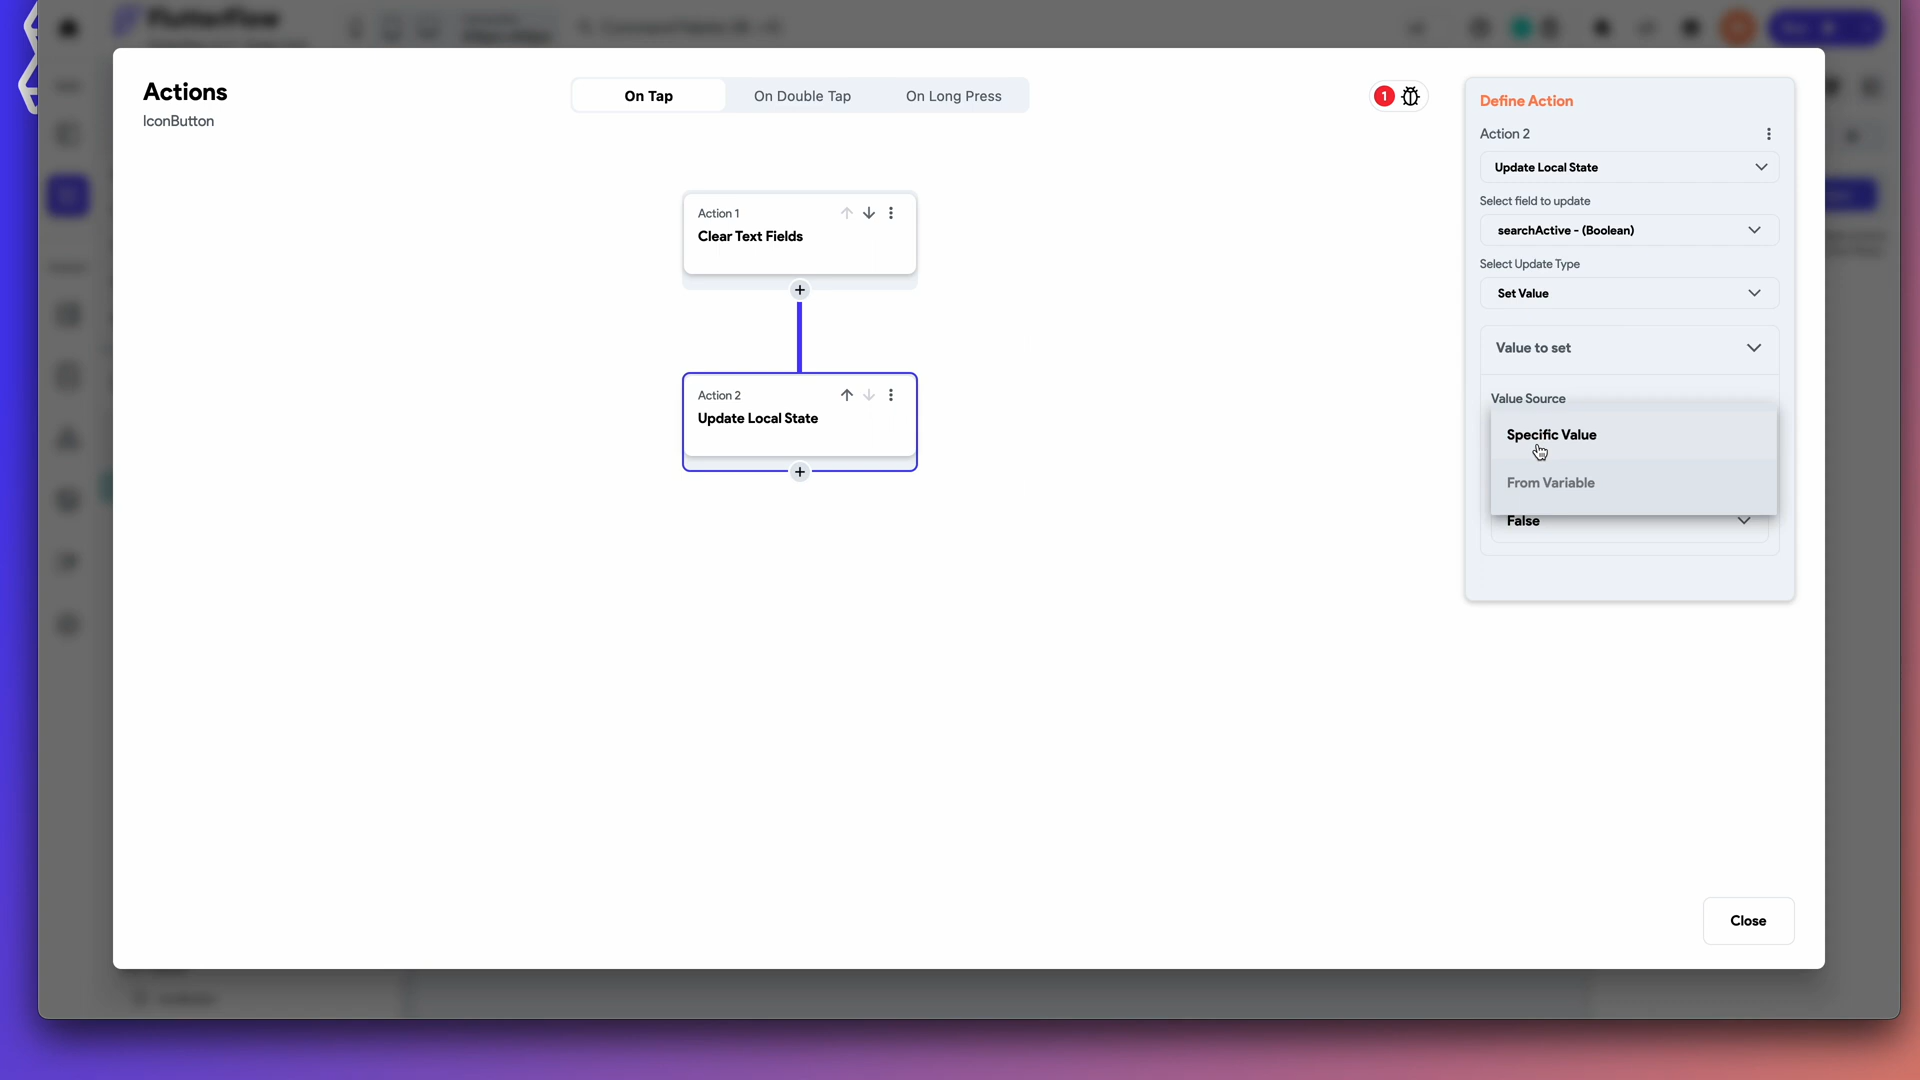 FlutterFlow
Actions
IconButton
On Tap
On Double Tap
On Long Press
1
Define Action
Action 2
Update Local State
Select field to update
searchActive - (Boolean)
Select Update Type
Set Value
Value to set
Value Source
Specific Value
From Variable
False
Action 1
Clear Text Fields
Action 2
Update Local State
Close